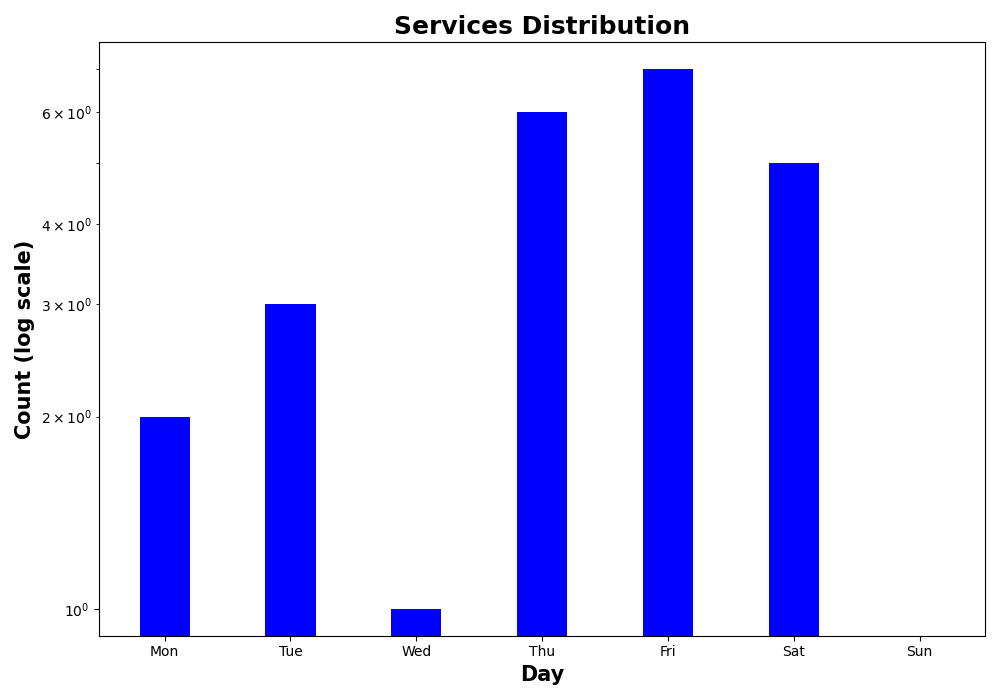 Services Distribution
6 × 10⁰
4 × 10⁰
3 × 10⁰
2 × 10⁰
10⁰
Count (log scale)
Mon Tue Wed Thu Fri Sat Sun
Day